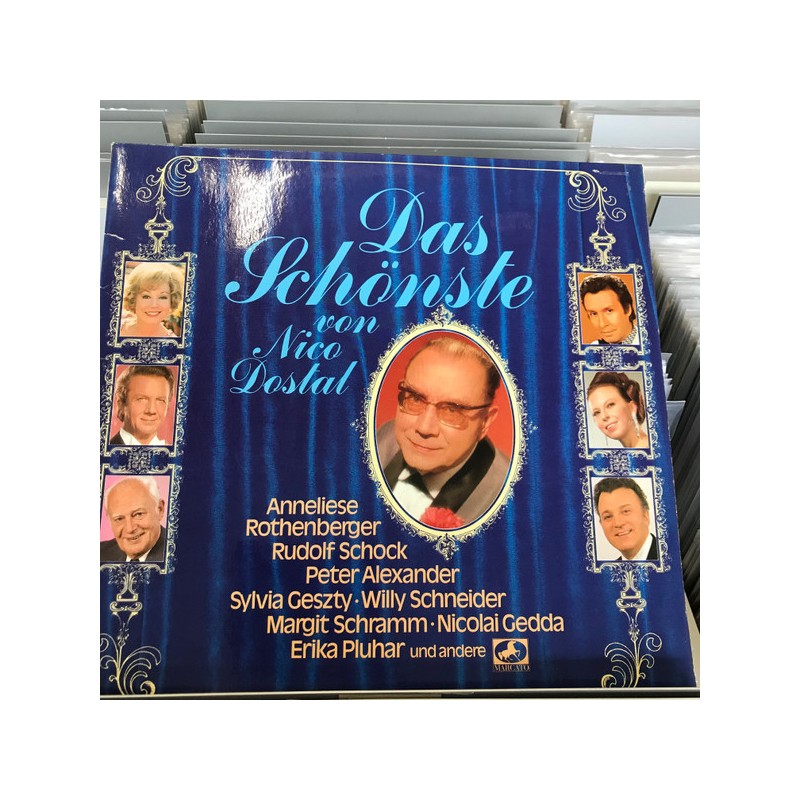 Das
Schönste
von
Nico
Dostal
Anneliese
Rothenberger
Rudolf Schock
Peter Alexander
Sylvia Geszty · Willy Schneider
Margit Schramm · Nicolai Gedda
Erika Pluhar und andere
MARCATO